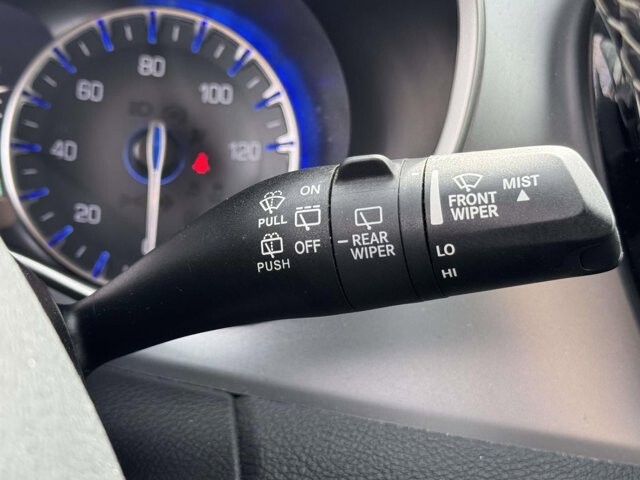 80
60
100
40
120
20
ON
PULL
OFF
PUSH
REAR
WIPER
FRONT
WIPER
MIST
LO
HI